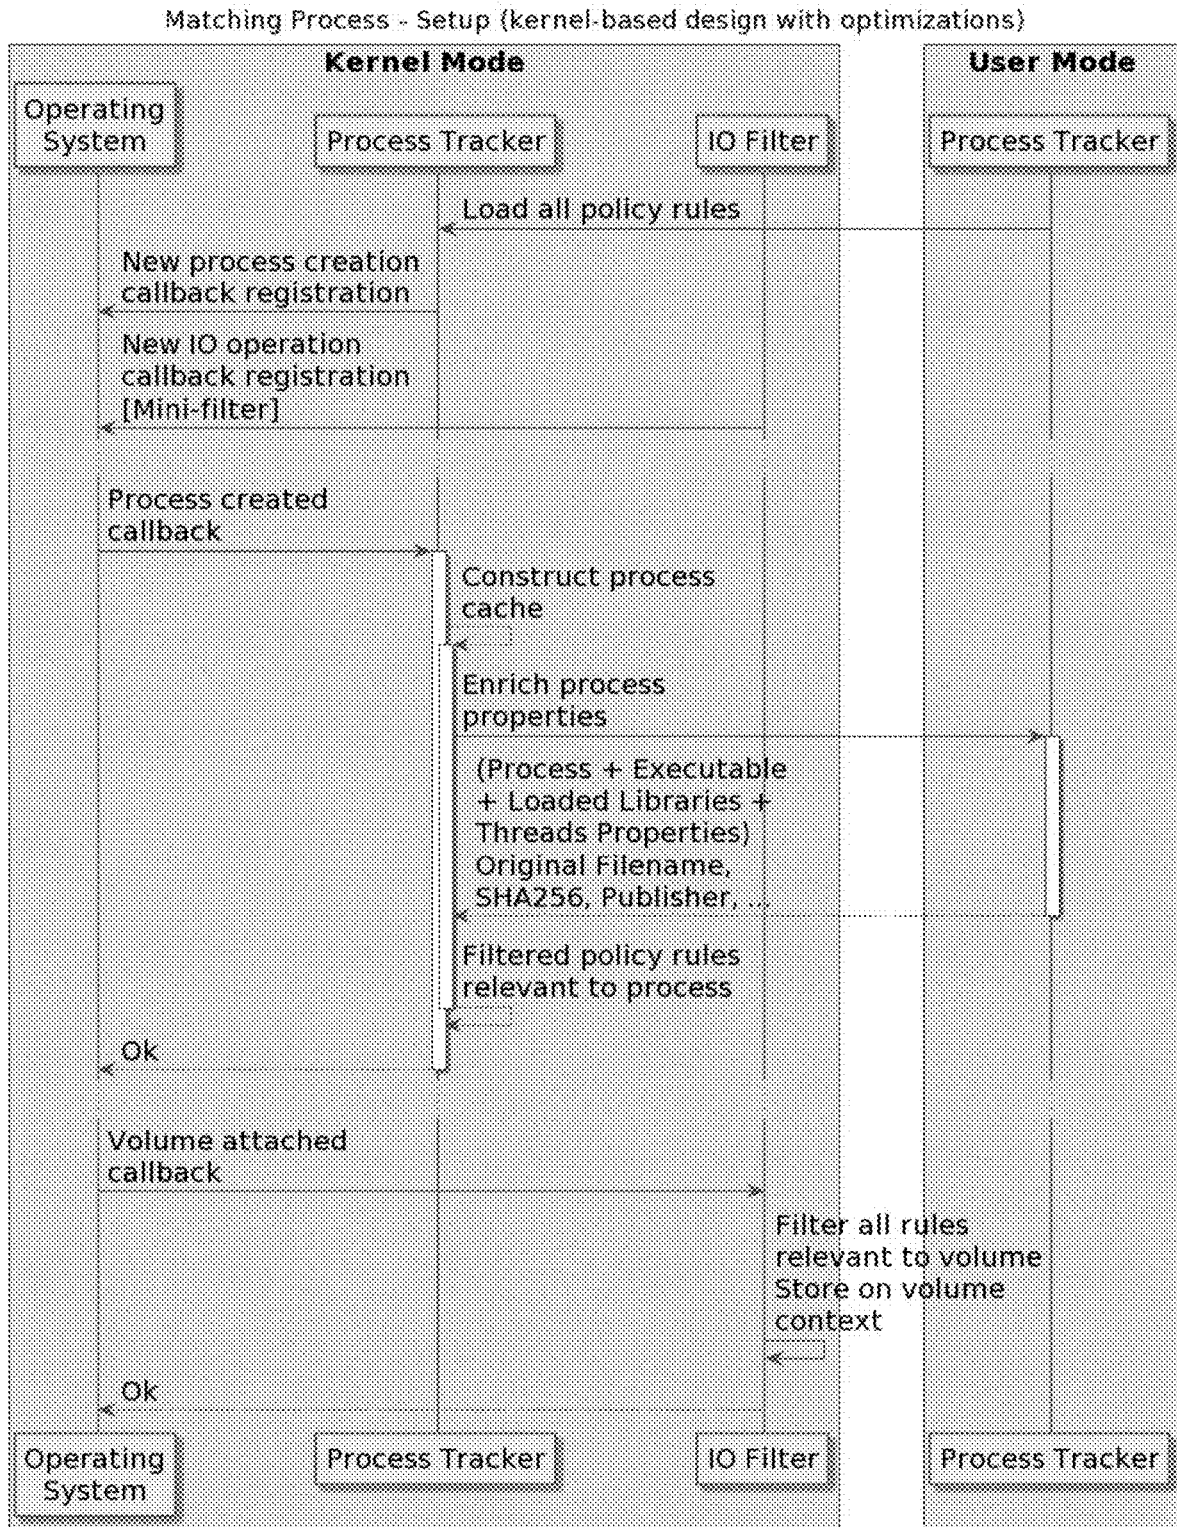 Matching Process - Setup (kernel-based design with optimizations)
Kernel Mode
User Mode
Operating
System
Process Tracker
IO Filter
Process Tracker
Load all policy rules
New process creation
callback registration
New IO operation
callback registration
[Mini-filter]
Process created
callback
Construct process
cache
Enrich process
properties
(Process + Executable
+ Loaded Libraries +
Threads Properties)
Original Filename,
SHA256, Publisher, ...
Filtered policy rules
relevant to process
Ok
Volume attached
callback
Filter all rules
relevant to volume
Store on volume
context
Ok
Operating
System
Process Tracker
IO Filter
Process Tracker